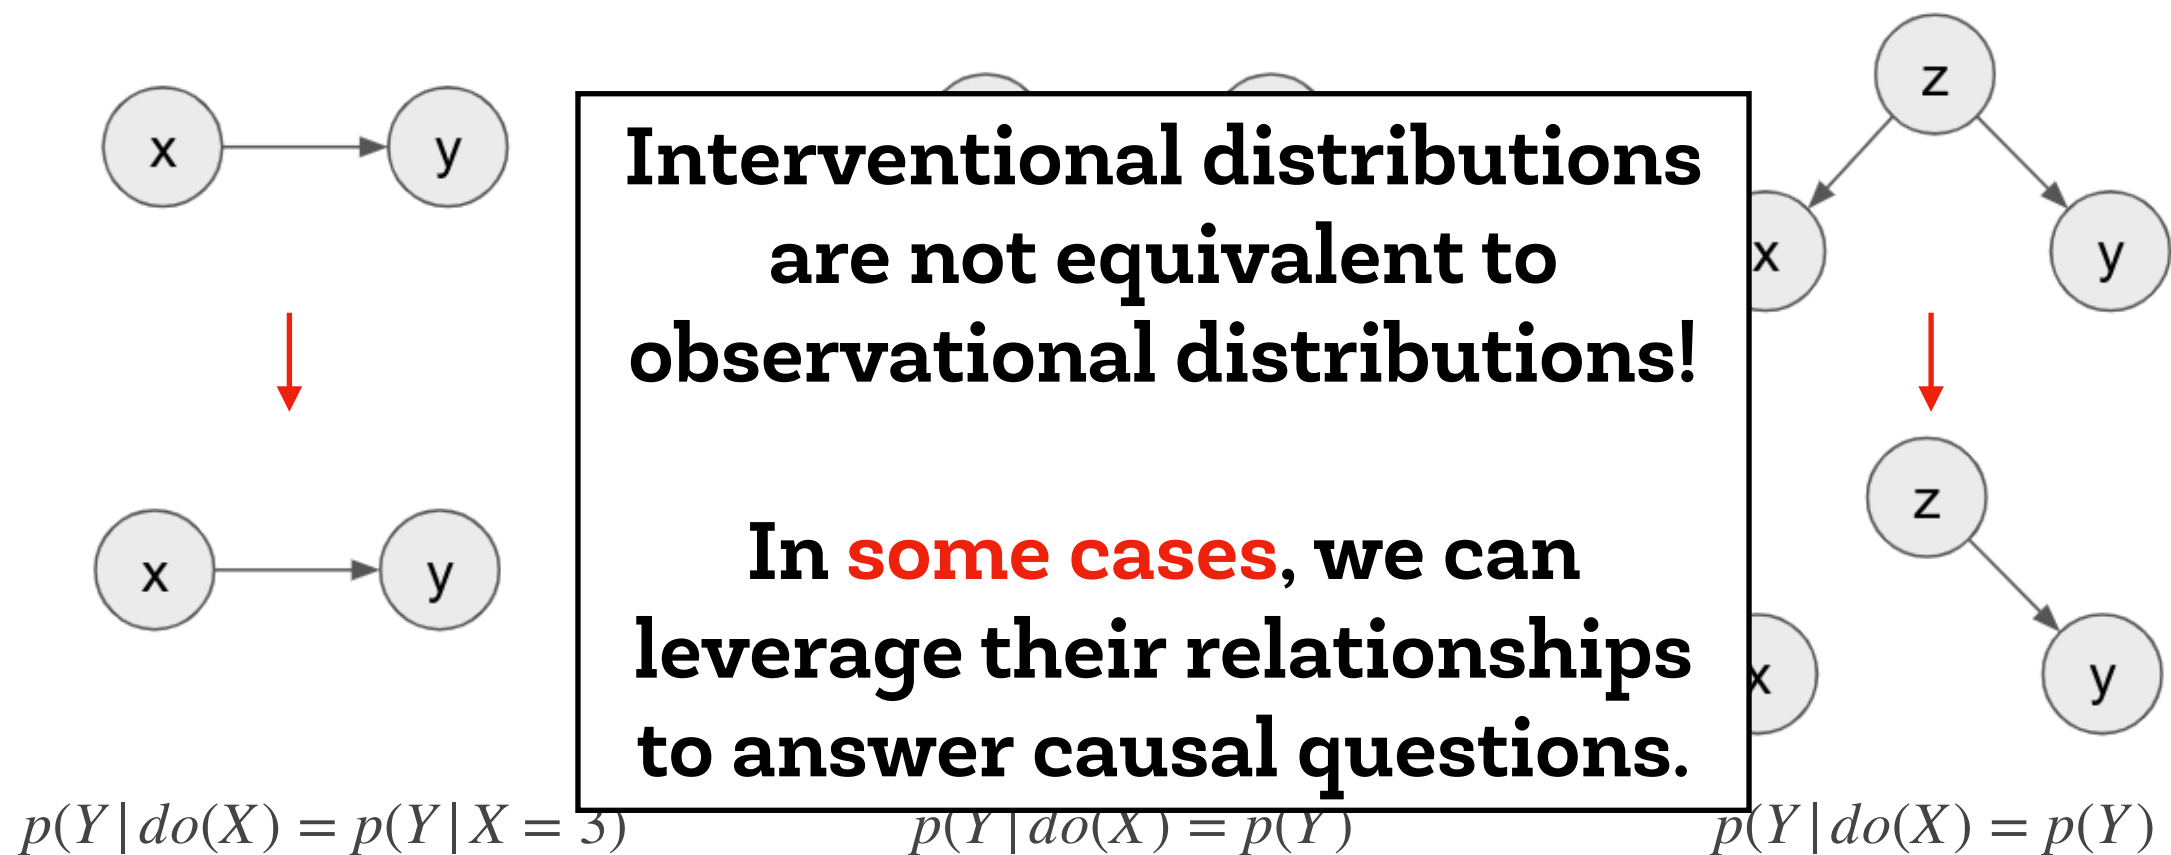 z
x y
x y
Interventional distributions
are not equivalent to
observational distributions!
In some cases, we can
leverage their relationships
to answer causal questions.
z
x y
x y
p(Y|do(X) = p(Y|X = 3)
p(Y|do(X) = p(Y)
p(Y|do(X) = p(Y)